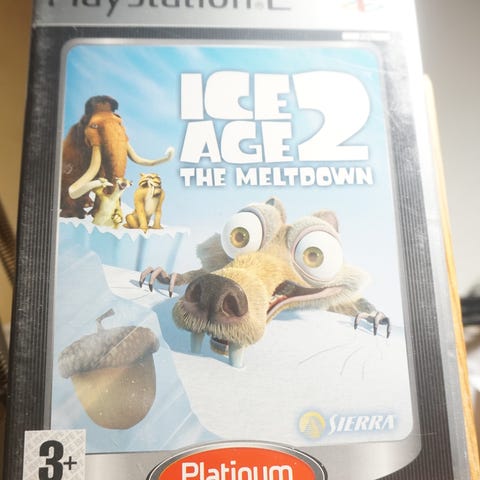 PlayStation 2
ICE
AGE 2
THE MELTDOWN
SIERRA
3+
Platinum